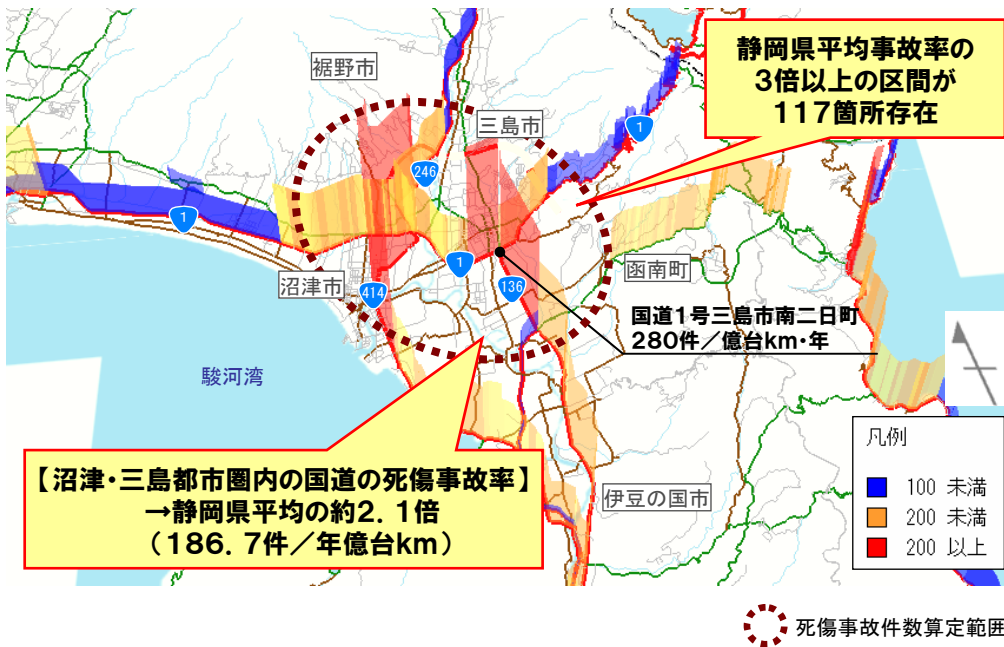 静岡県平均事故率の
3倍以上の区間が
117箇所存在
裾野市
三島市
1
246
1
沼津市
414
1
136
函南町
国道1号三島市南二日町
280件／億台km・年
駿河湾
【沼津・三島都市圏内の国道の死傷事故率】
→静岡県平均の約2．1倍
（186．7件／年億台km）
伊豆の国市
凡例
100 未満
200 未満
200 以上
死傷事故件数算定範囲